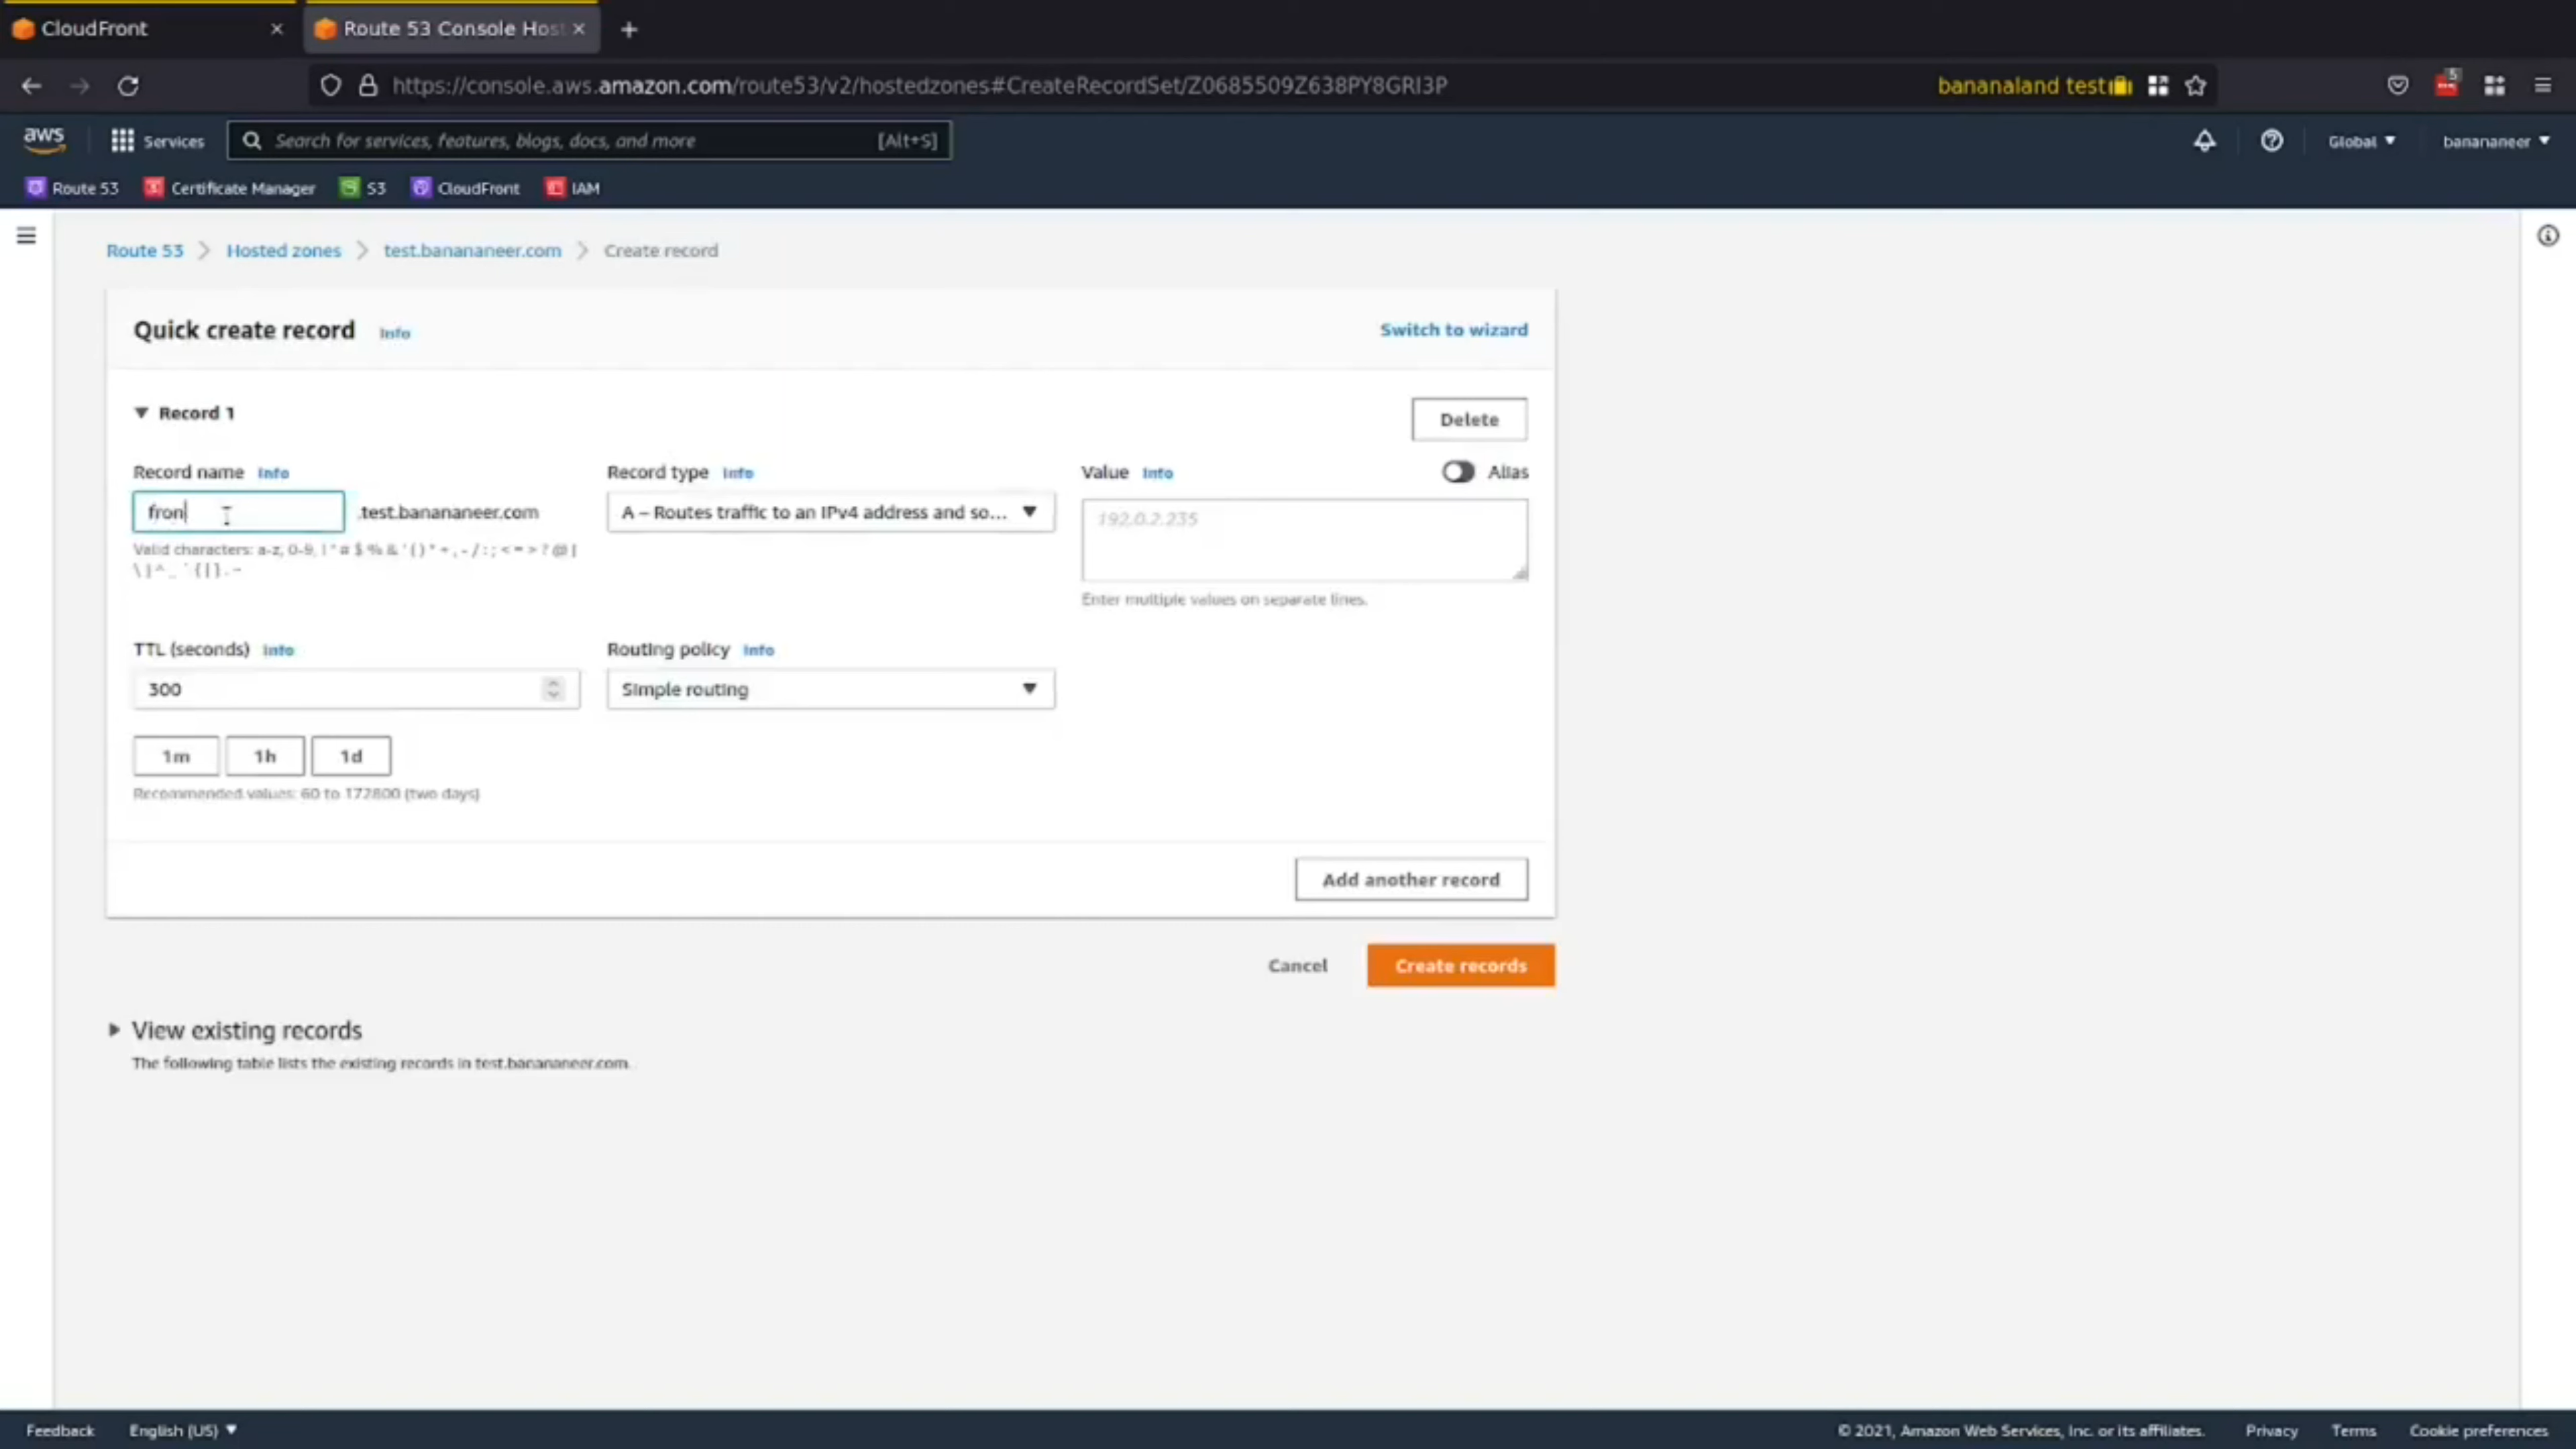 CloudFront
Route 53 Console Host
https://console.aws.amazon.com/route53/v2/hostedzones#CreateRecordSet/Z0685509Z638PY8GRI3P
bananaland test
5
aws
Services
Search for services, features, blogs, docs, and more
[Alt+S]
Global
banananeer
Route 53
Certificate Manager
S3
CloudFront
IAM
Route 53 > Hosted zones > test.banananeer.com > Create record
Quick create record Info
Switch to wizard
Record 1
Delete
Record name Info
Record type Info
Value Info
Alias
fron
.test.banananeer.com
A – Routes traffic to an IPv4 address and so...
192.0.2.235
Valid characters: a-z, 0-9,
Enter multiple values on separate lines.
TTL (seconds) Info
Routing policy Info
300
Simple routing
1m
1h
1d
Recommended values: 60 to 172800 (two days)
Add another record
Cancel
Create records
View existing records
The following table lists the existing records in test.banananeer.com.
Feedback
English (US)
© 2021, Amazon Web Services, Inc. or its affiliates.
Privacy
Terms
Cookie preferences